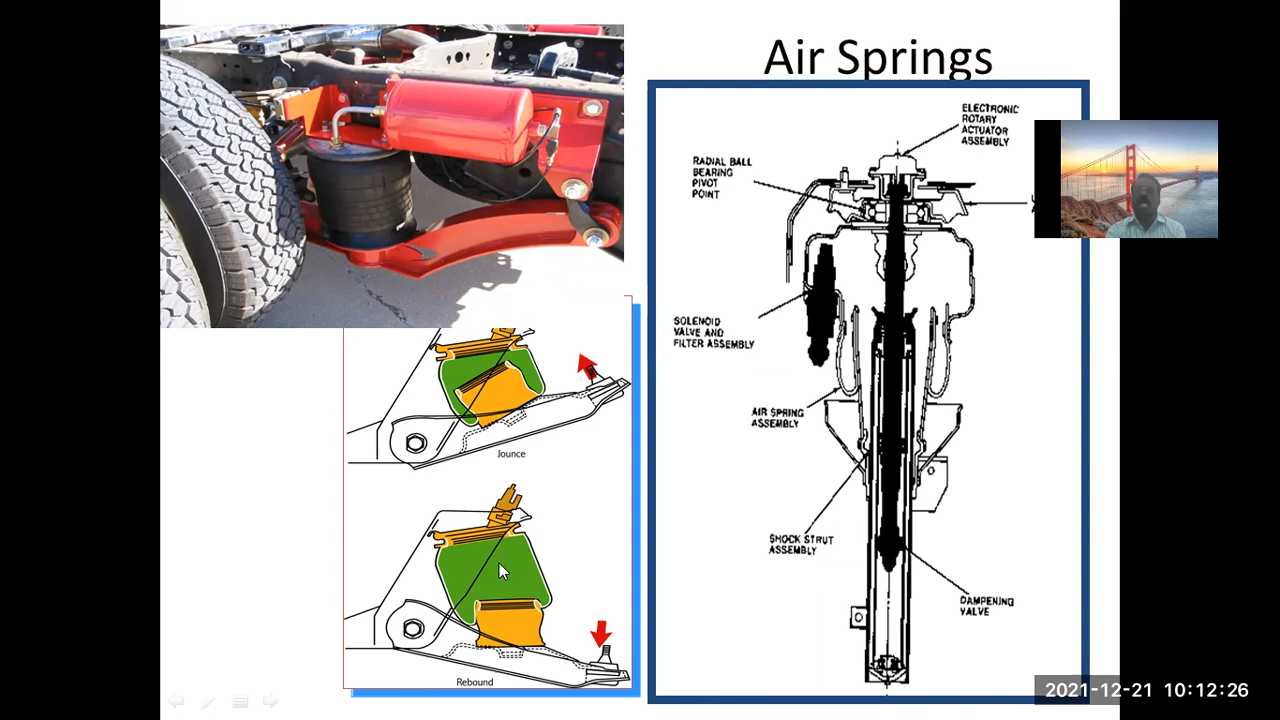 Air Springs
ELECTRONIC
ROTARY
ACTUATOR
ASSEMBLY
RADIAL BALL
BEARING
PIVOT
POINT
SOLENOID
VALVE AND
FILTER ASSEMBLY
AIR SPRING
ASSEMBLY
SHOCK STRUT
ASSEMBLY
DAMPENING
VALVE
Jounce
Rebound
2021-12-21 10:12:26